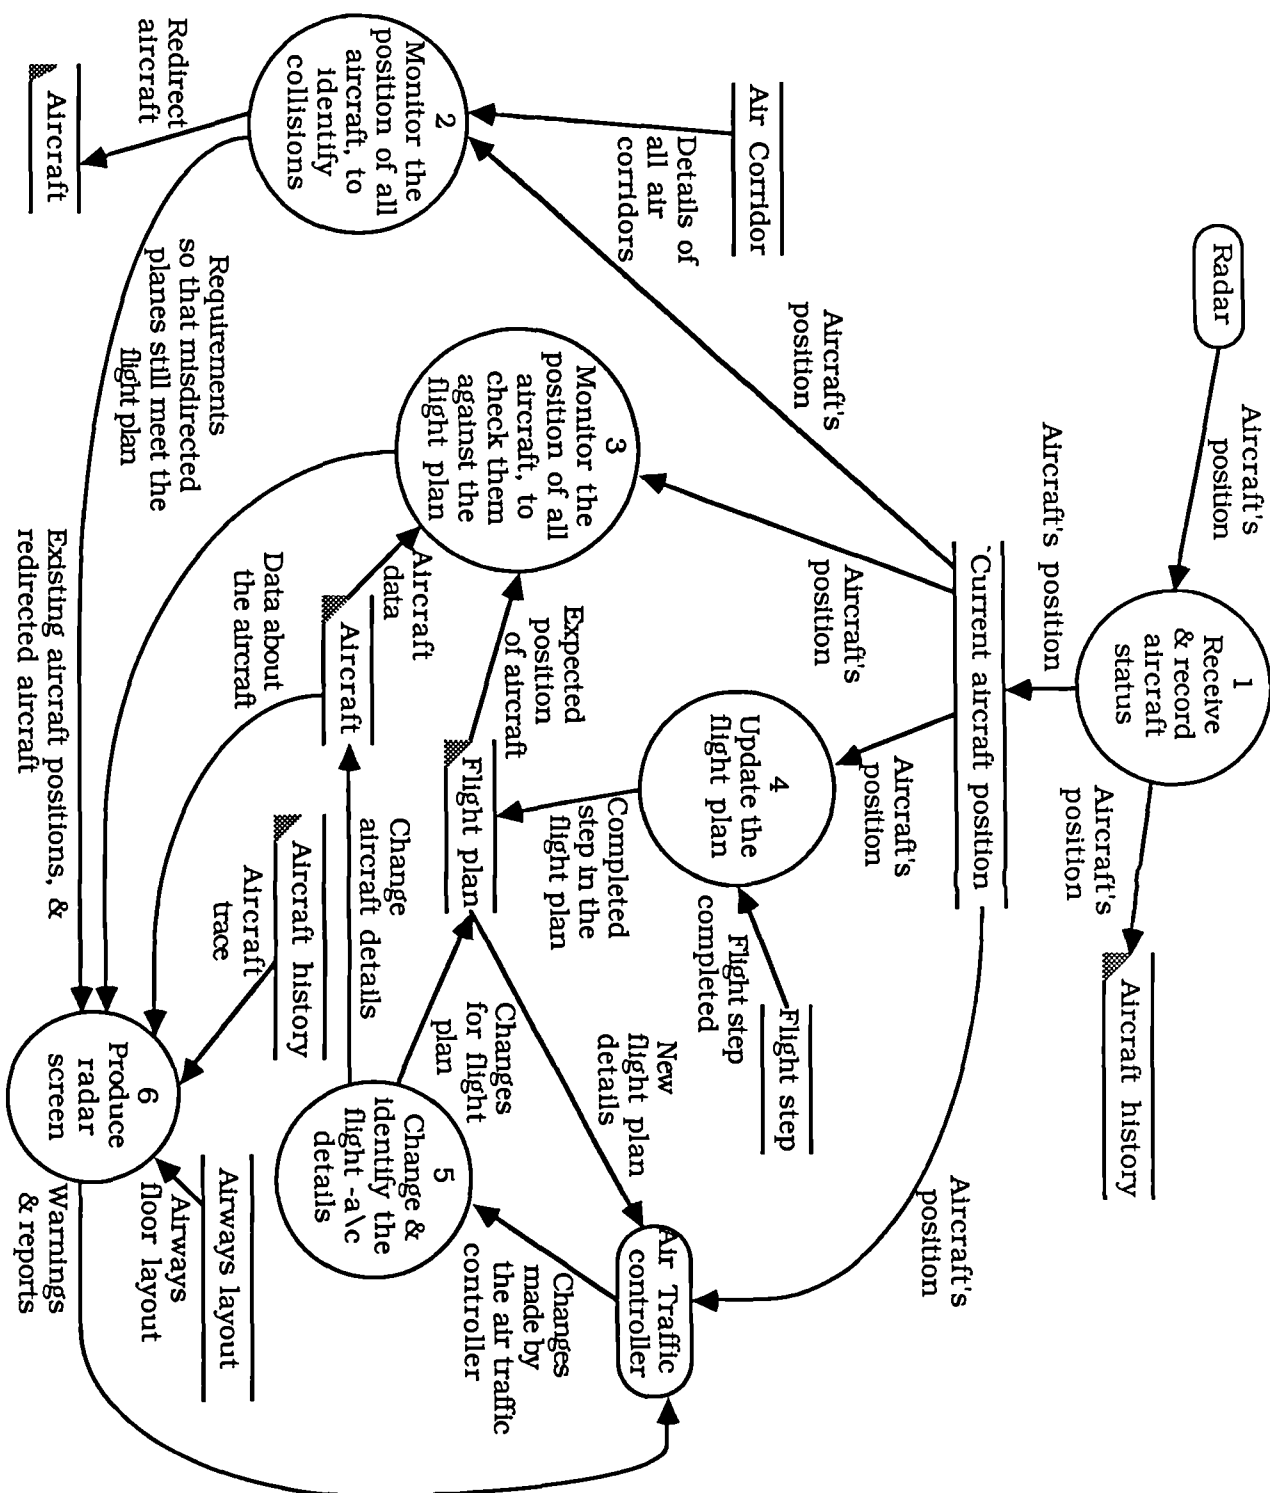 Radar
Aircraft's
position
1
Receive
& record
aircraft
status
Aircraft's
position
Aircraft history
Aircraft's position
Current aircraft position
Air Corridor
Details of
all air
corridors
Aircraft's
position
Aircraft's
position
Aircraft's
position
Aircraft's
position
2
Monitor the
position of all
aircraft, to
identify
collisions
3
Monitor the
position of all
aircraft, to
check them
against the
flight plan
4
Update the
flight plan
Flight step
Flight step
completed
Redirect
aircraft
Aircraft
Requirements
so that misdirected
planes still meet the
flight plan
Expected
position
of aircraft
Completed
step in the
flight plan
Flight plan
New
flight plan
details
Air Traffic
controller
Changes
made by
the air traffic
controller
Changes
for flight
plan
5
Change &
identify the
flight -a\c
details
Aircraft
data
Aircraft
Data about
the aircraft
Change
aircraft details
Aircraft history
Aircraft
trace
Airways layout
Airways
floor layout
Existing aircraft positions, &
redirected aircraft
6
Produce
radar
screen
Warnings
& reports